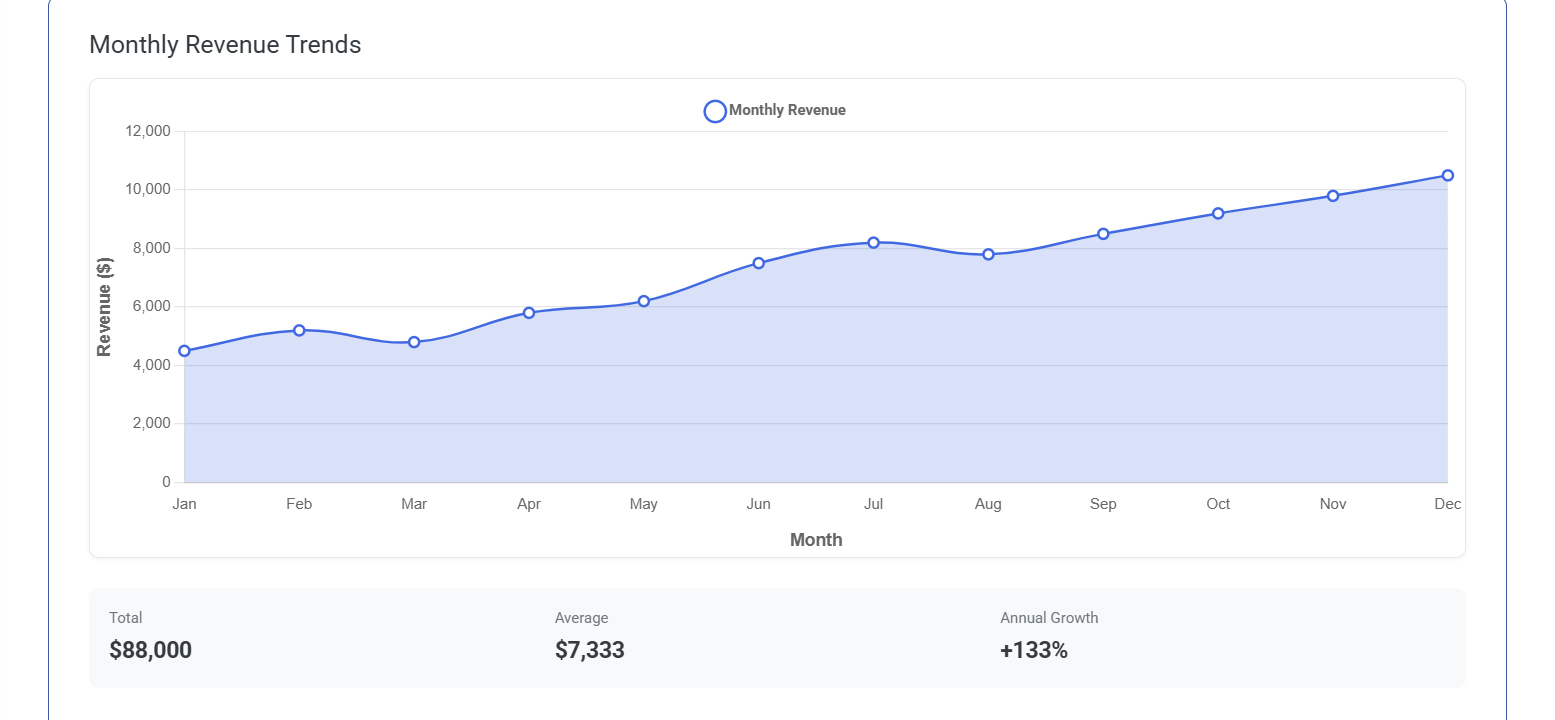 Monthly Revenue Trends
Monthly Revenue
12,000
10,000
8,000
6,000
4,000
2,000
0
Revenue ($)
Jan Feb Mar Apr May Jun Jul Aug Sep Oct Nov Dec
Month
Total Average Annual Growth
$88,000 $7,333 +133%